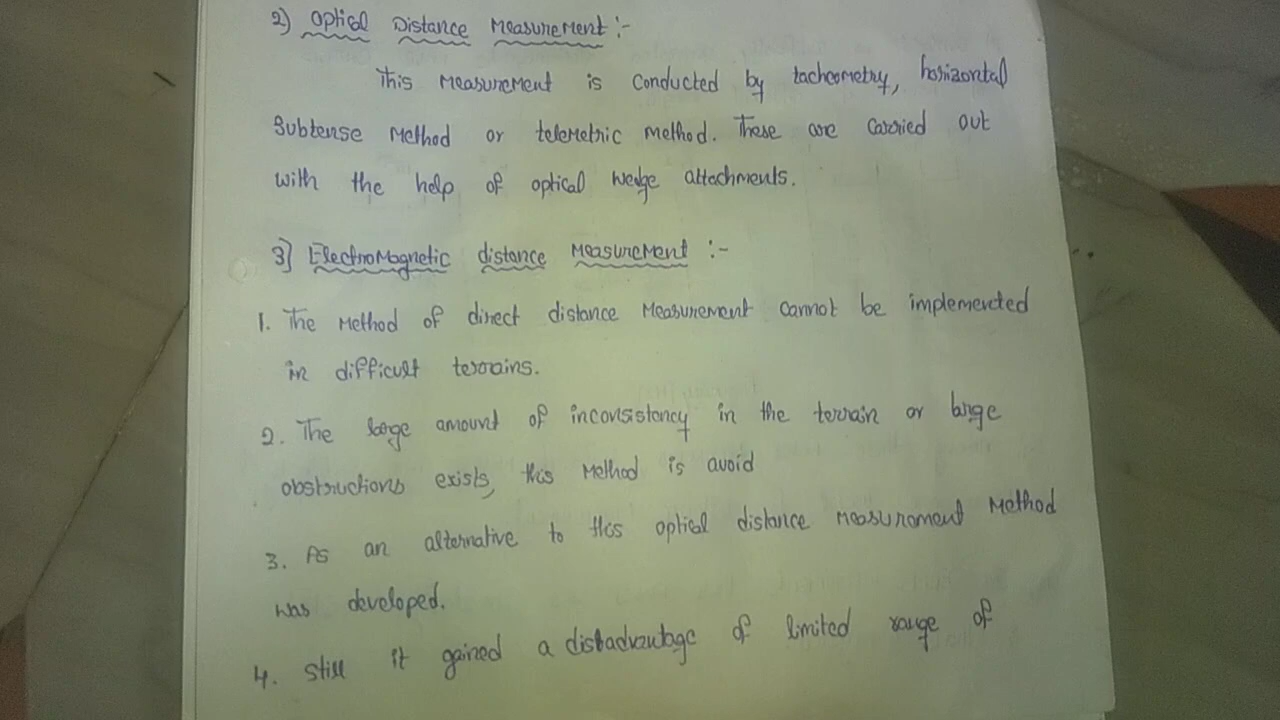 2) Optical Distance Measurement :-
This Measurement is conducted by tacheometry, horizontal
Subtense Method or telemetric method. These are carried out
with the help of optical wedge attachments.
3) ElectroMagnetic distance Measurement :-
1. The Method of direct distance Measurement cannot be implemented
in difficult terrains.
2. The large amount of inconsistancy in the terrain or large
obstructions exists, this Method is avoid
3. As an alternative to this optical distance measurement Method
was developed.
4. Still it gained a disbadvantage of limited range of